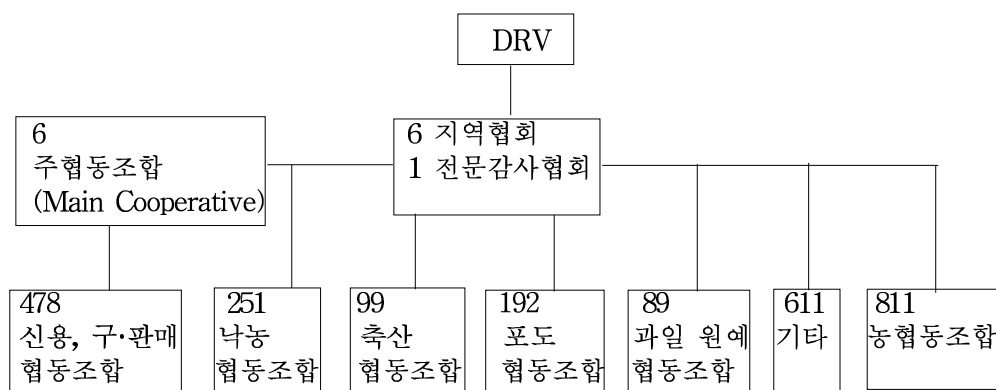 DRV
6
주협동조합
(Main Cooperative)
6 지역협회
1 전문감사협회
478
신용, 구·판매
협동조합
251
낙농
협동조합
99
축산
협동조합
192
포도
협동조합
89
과일 원예
협동조합
611
기타
811
농협동조합